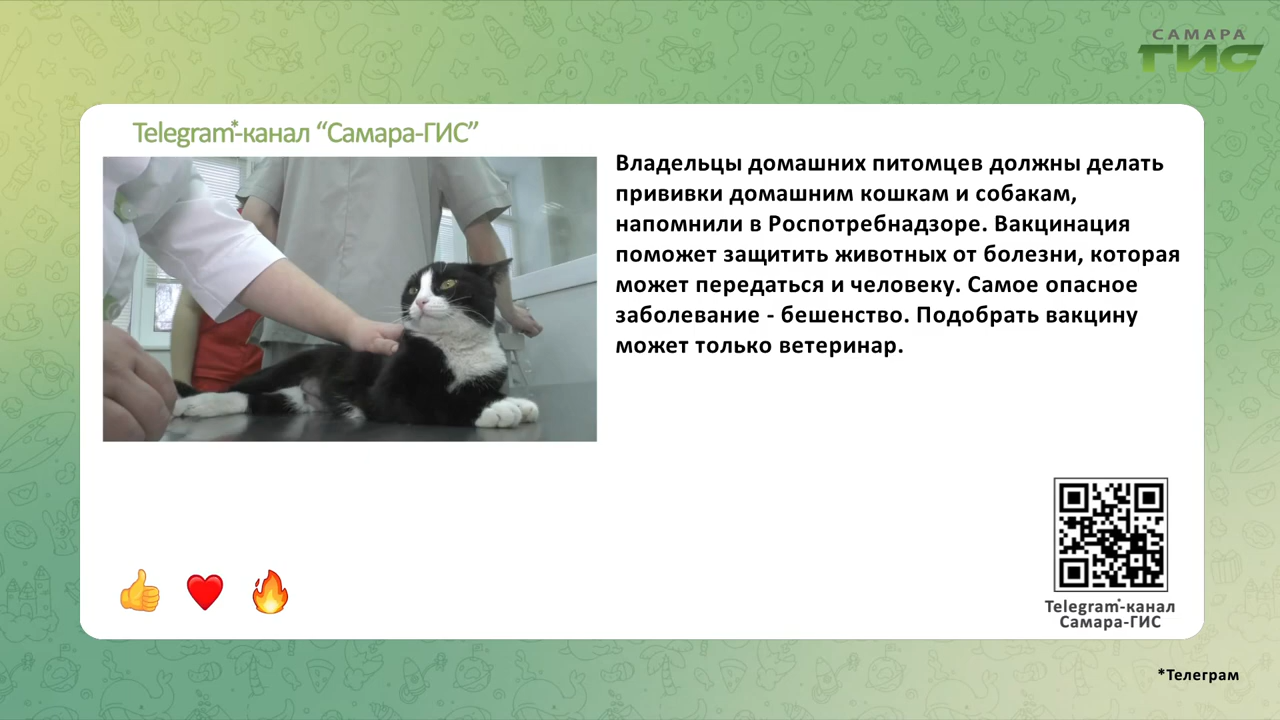 САМАРА
ГИС
Telegram*-канал “Самара-ГИС”
Владельцы домашних питомцев должны делать
прививки домашним кошкам и собакам,
напомнили в Роспотребнадзоре. Вакцинация
поможет защитить животных от болезни, которая
может передаться и человеку. Самое опасное
заболевание - бешенство. Подобрать вакцину
может только ветеринар.
Telegram*-канал
Самара-ГИС
*Телеграм